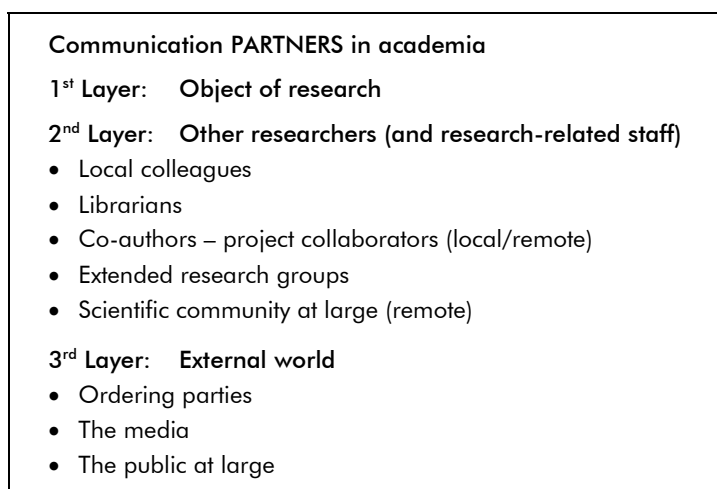 Communication PARTNERS in academia
1st Layer: Object of research
2nd Layer: Other researchers (and research-related staff)
• Local colleagues
• Librarians
• Co-authors – project collaborators (local/remote)
• Extended research groups
• Scientific community at large (remote)
3rd Layer: External world
• Ordering parties
• The media
• The public at large